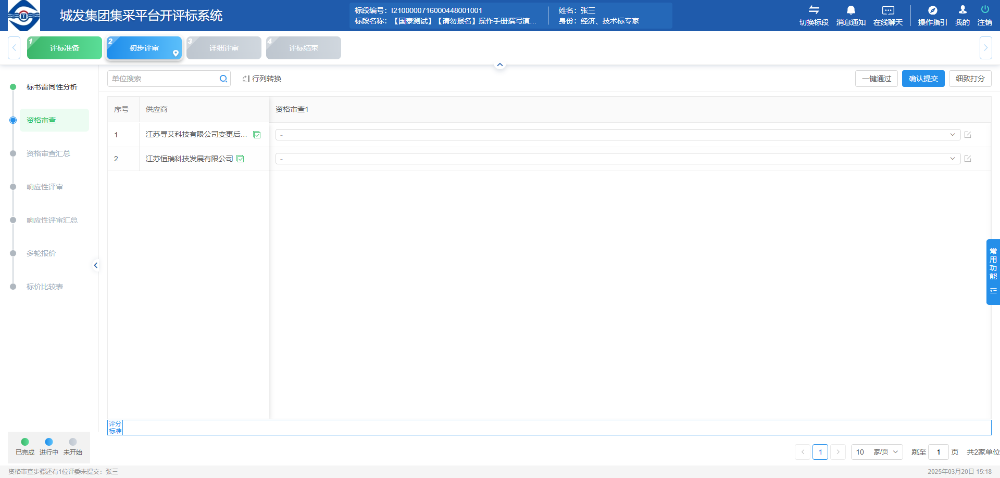 城发集团集采平台开评标系统
标段编号：I2100000716000448001001
标段名称：【国泰测试】【请勿报名】操作手册撰写演...
姓名：张三
身份：经济、技术标专家
切换标段
消息通知
在线聊天
操作指引
我的
注销
1 评标准备
2 初步评审
3 详细评审
4 评标结束
标书雷同性分析
资格审查
资格审查汇总
响应性评审
响应性评审汇总
多轮报价
标价比较表
单位搜索
行列转换
一键通过
确认提交
细致打分
序号 供应商 资格审查1
1 江苏寻艾科技有限公司变更后... -
2 江苏恒瑞科技发展有限公司 -
常用功能
评分
标准
已完成 进行中 未开始
1 10 家/页 跳至 1 页 共2家单位
资格审查步骤还有1位评委未提交：张三
2025年03月20日 15:18